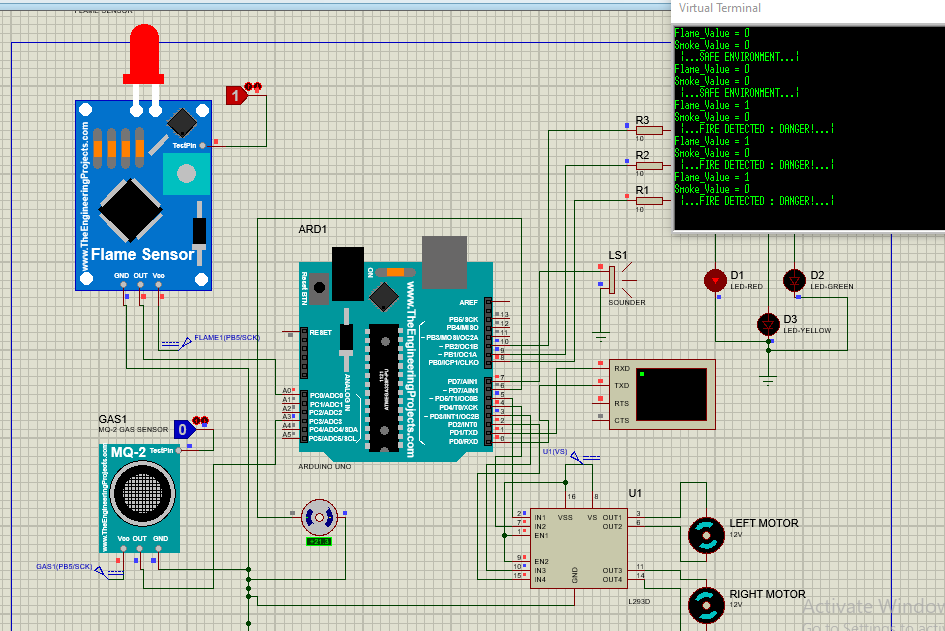 FLAME SENSOR
Virtual Terminal
Flame_Value = 0
Smoke_Value = 0
|...SAFE ENVIRONMENT...|
Flame_Value = 0
Smoke_Value = 0
|...SAFE ENVIRONMENT...|
Flame_Value = 1
Smoke_Value = 0
|...FIRE DETECTED : DANGER!...|
Flame_Value = 1
Smoke_Value = 0
|...FIRE DETECTED : DANGER!...|
Flame_Value = 1
Smoke_Value = 0
|...FIRE DETECTED : DANGER!...|
1
TestPin
www.TheEngineeringProjects.com
Flame Sensor
GND OUT Vcc
FLAME1(PB5/SCK)
R3
10
R2
10
R1
10
ARD1
Reset BTN
ON
www.TheEngineeringProjects.com
ANALOG IN
RESET
AREF
PB5/SCK 13
PB4/MISO 12
~ PB3/MOSI/OC2A 11
~ PB2/OC1B 10
~ PB1/OC1A 9
PB0/ICP1/CLKO 8
PD7/AIN1 7
~ PD6/AIN0 6
PD4/T0/XCK 4
~ PD3/INT1/OC2B 3
PD2/INT0 2
PD1/TXD 1
PD0/RXD 0
A0 PC0/ADC0
A1 PC1/ADC1
A2 PC2/ADC2
A3 PC3/ADC3
A4 PC4/ADC4/SDA
A5 PC5/ADC5/SCL
ARDUINO UNO
LS1
SOUNDER
D1
LED-RED
D2
LED-GREEN
D3
LED-YELLOW
RXD
TXD
RTS
CTS
GAS1
MQ-2 GAS SENSOR
0
MQ-2
TestPin
www.TheEngineeringProjects.com
Vcc OUT GND
GAS1(PB5/SCK)
+21.3
U1(VS)
U1
16
8
2 IN1 VSS VS OUT1 3
7 IN2 OUT2 6
1 EN1
9 EN2
10 IN3 OUT3 11
15 IN4 GND OUT4 14
L293D
LEFT MOTOR
12V
RIGHT MOTOR
12V
Activate Window
Go to Settings to activ